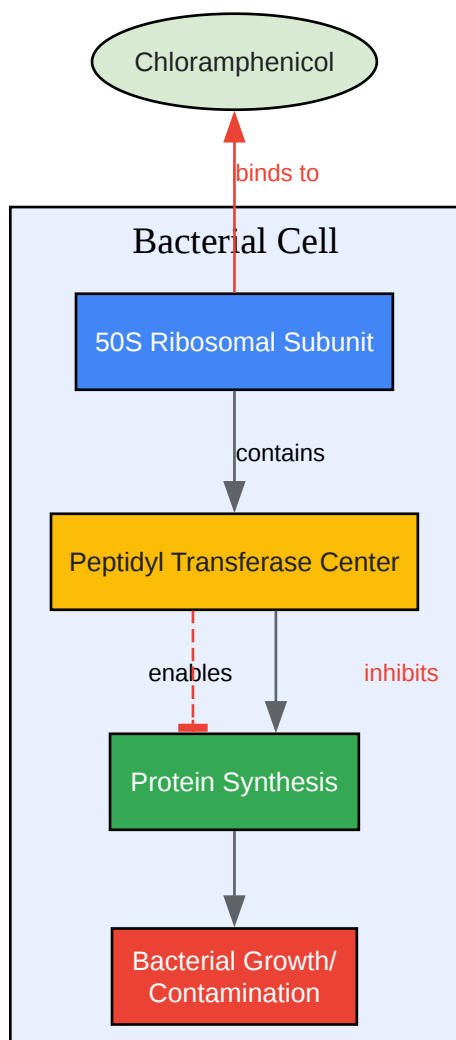 Chloramphenicol
binds to
Bacterial Cell
50S Ribosomal Subunit
contains
Peptidyl Transferase Center
enables
inhibits
Protein Synthesis
Bacterial Growth/
Contamination